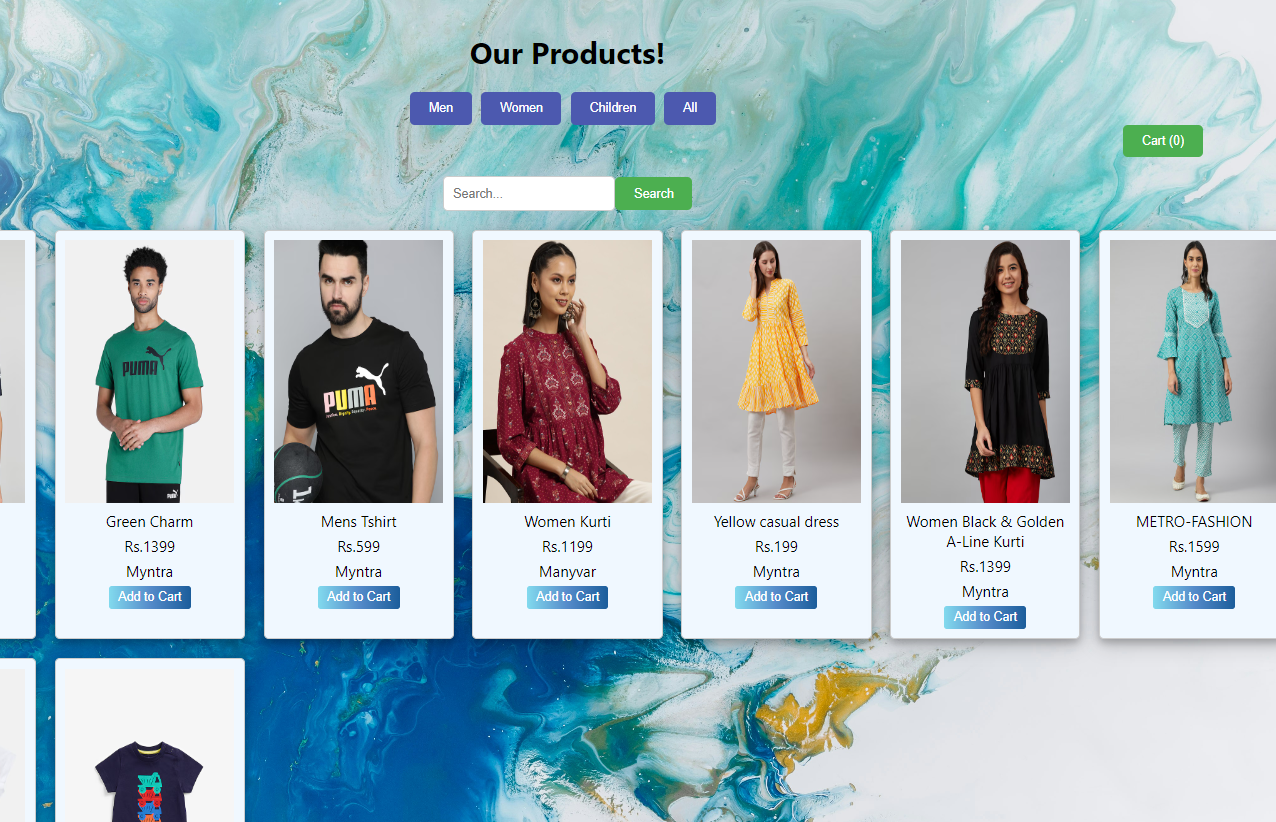 Our Products!
Men Women Children All
Cart (0)
Search... Search
PUMA
PUMA
Green Charm
Rs.1399
Myntra
Add to Cart
Mens Tshirt
Rs.599
Myntra
Add to Cart
Women Kurti
Rs.1199
Manyvar
Add to Cart
Yellow casual dress
Rs.199
Myntra
Add to Cart
Women Black & Golden
A-Line Kurti
Rs.1399
Myntra
Add to Cart
METRO-FASHION
Rs.1599
Myntra
Add to Cart